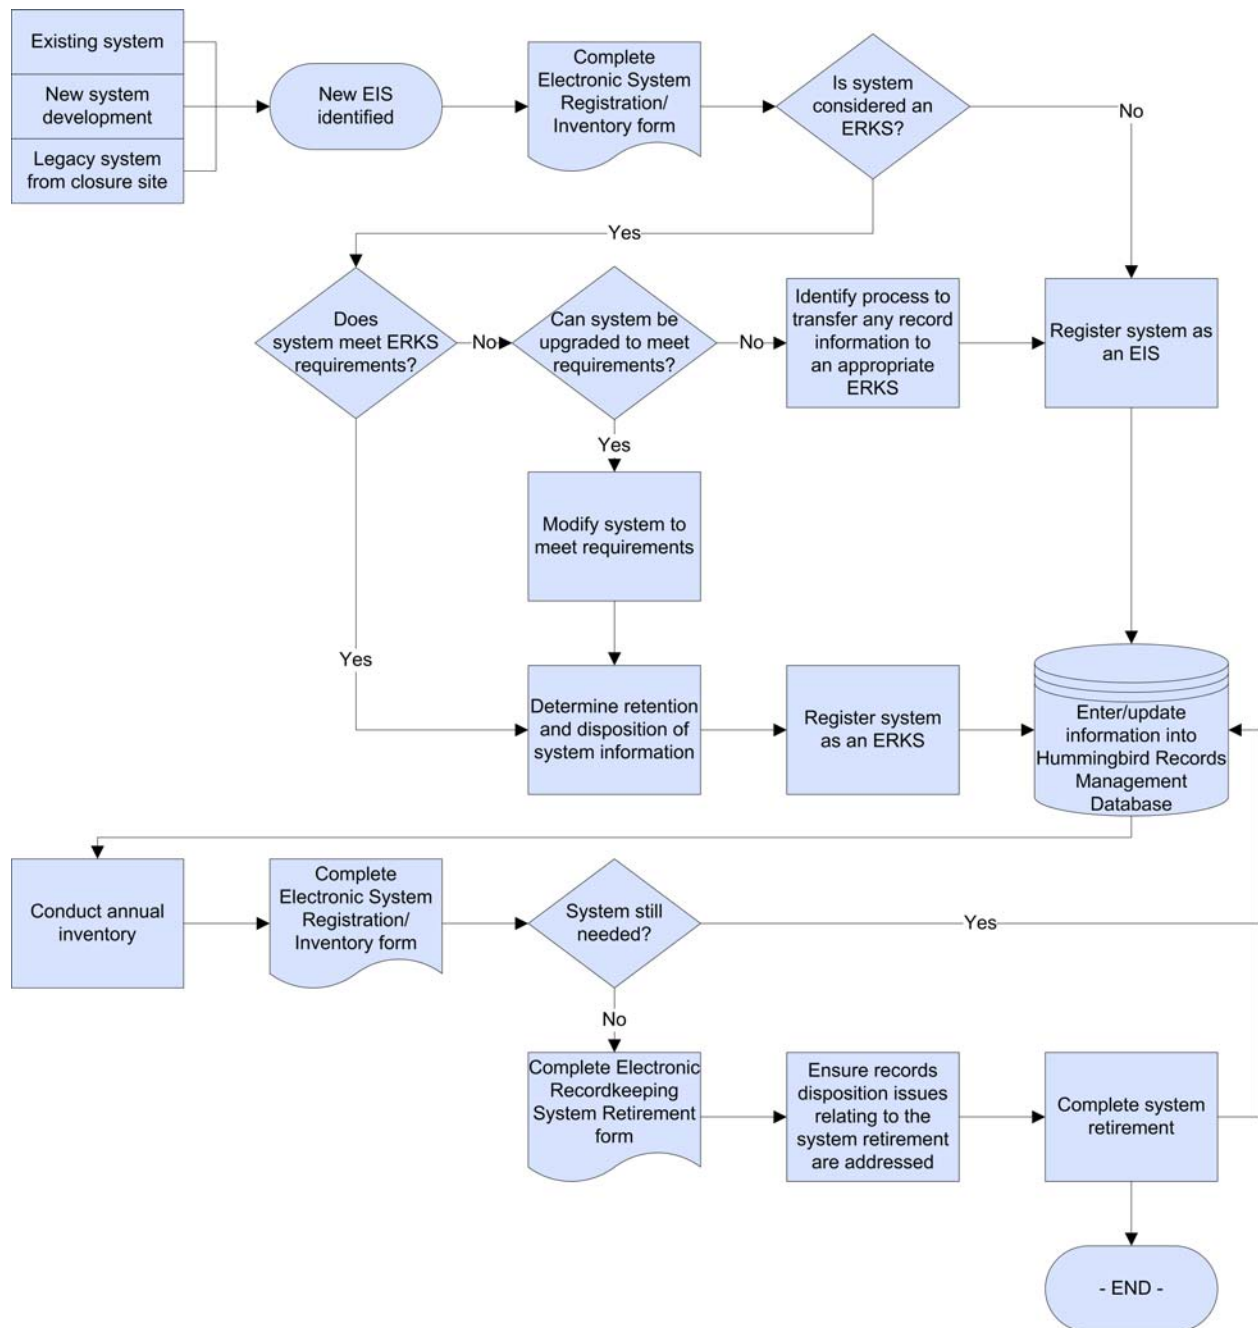 Existing system
New system
development
Legacy system
from closure site
New EIS
identified
Complete
Electronic System
Registration/
Inventory form
Is system
considered an
ERKS?
No
Yes
Does
system meet ERKS
requirements?
No
Can system be
upgraded to meet
requirements?
No
Identify process to
transfer any record
information to
an appropriate
ERKS
Register system as
an EIS
Yes
Modify system to
meet requirements
Yes
Determine retention
and disposition of
system information
Register system
as an ERKS
Enter/update
information into
Hummingbird Records
Management
Database
Conduct annual
inventory
Complete
Electronic System
Registration/
Inventory form
System still
needed?
Yes
No
Complete Electronic
Recordkeeping
System Retirement
form
Ensure records
disposition issues
relating to the
system retirement
are addressed
Complete system
retirement
- END -